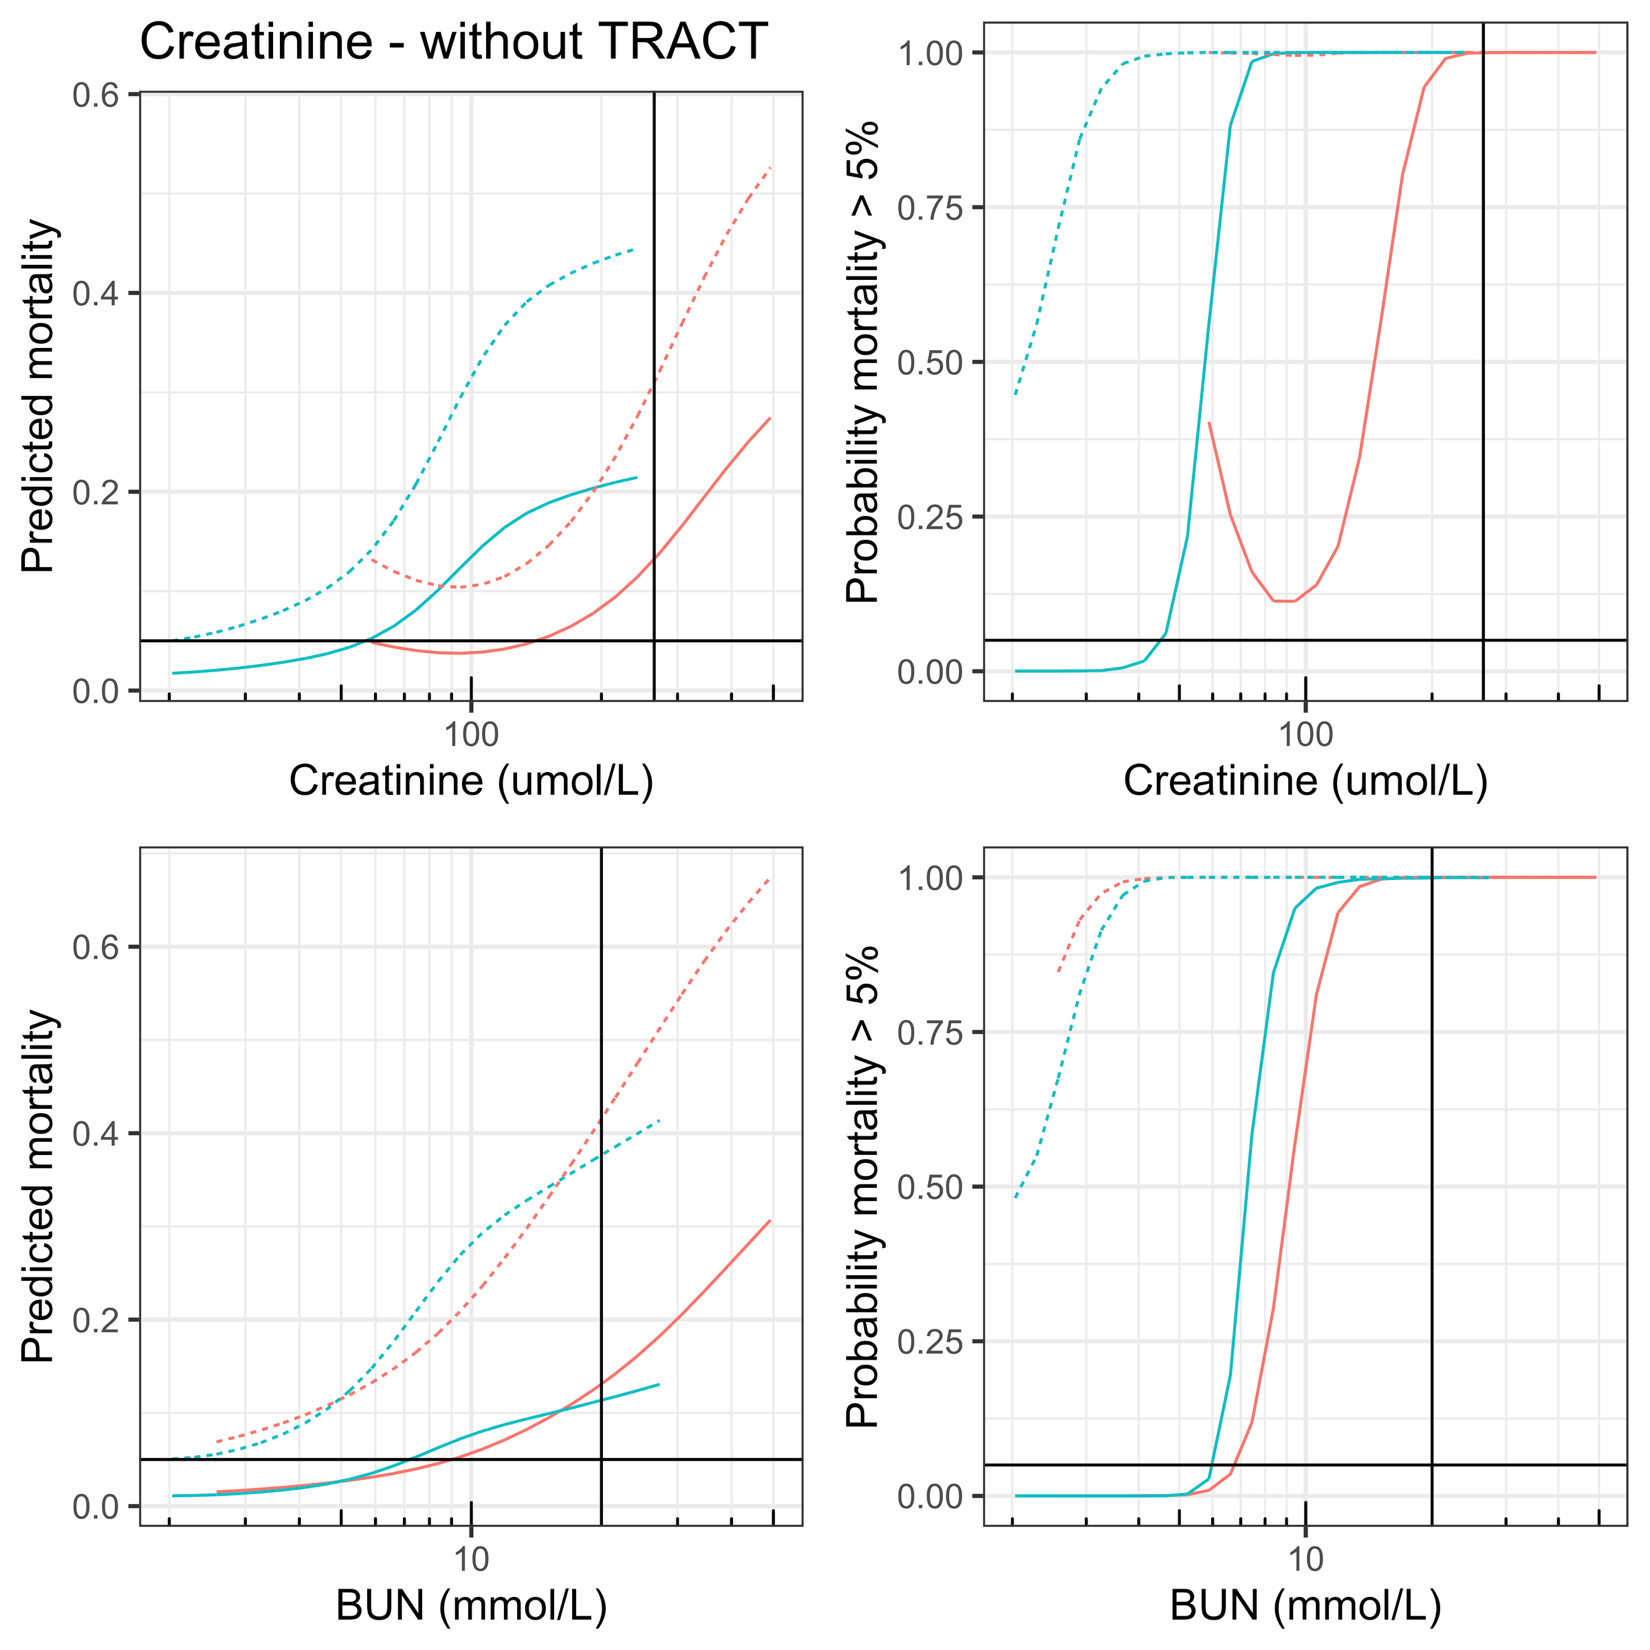 Creatinine - without TRACT
Predicted mortality
0.6
0.4
0.2
0.0
100
Creatinine (umol/L)
Probability mortality > 5%
1.00
0.75
0.50
0.25
0.00
100
Creatinine (umol/L)
Predicted mortality
0.6
0.4
0.2
0.0
10
BUN (mmol/L)
Probability mortality > 5%
1.00
0.75
0.50
0.25
0.00
10
BUN (mmol/L)